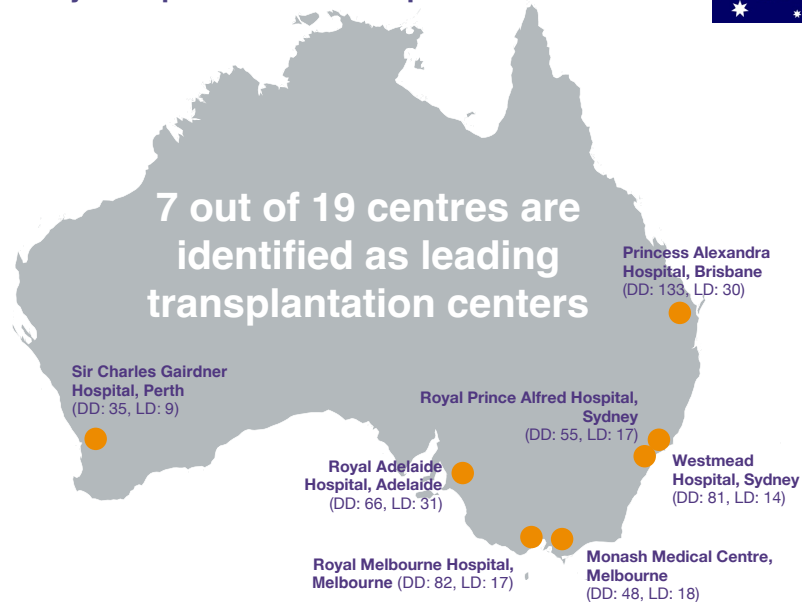 7 out of 19 centres are
identified as leading
transplantation centers
Princess Alexandra
Hospital, Brisbane
(DD: 133, LD: 30)
Sir Charles Gairdner
Hospital, Perth
(DD: 35, LD: 9)
Royal Prince Alfred Hospital,
Sydney
(DD: 55, LD: 17)
Westmead
Hospital, Sydney
(DD: 81, LD: 14)
Royal Adelaide
Hospital, Adelaide
(DD: 66, LD: 31)
Royal Melbourne Hospital,
Melbourne (DD: 82, LD: 17)
Monash Medical Centre,
Melbourne
(DD: 48, LD: 18)